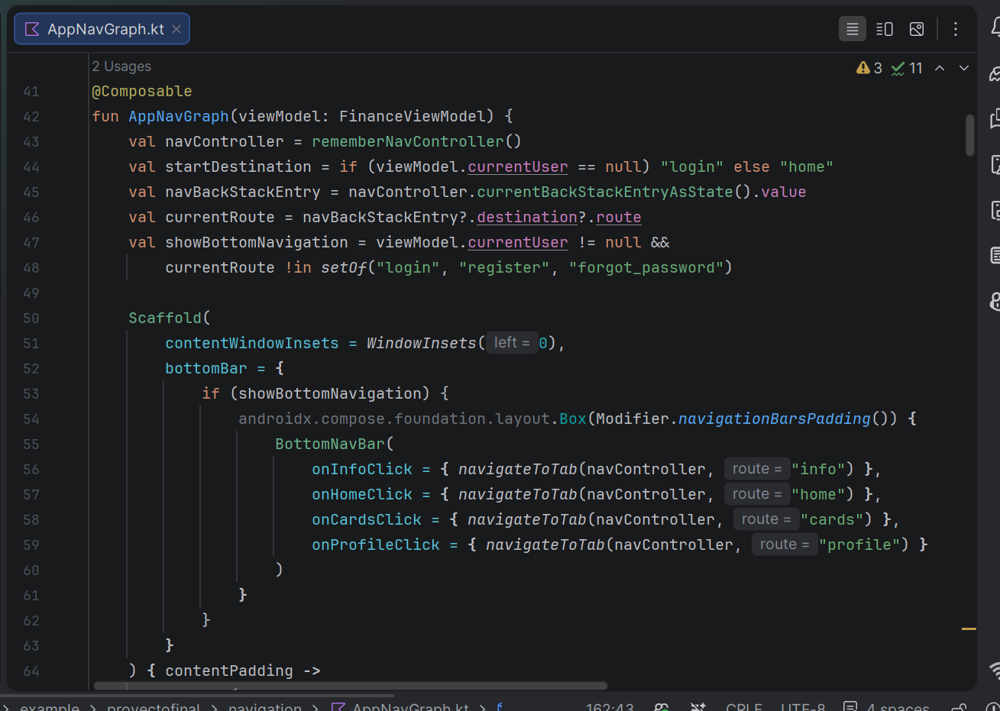 AppNavGraph.kt
2 Usages
3 11
41 @Composable
42 fun AppNavGraph(viewModel: FinanceViewModel) {
43 val navController = rememberNavController()
44 val startDestination = if (viewModel.currentUser == null) "login" else "home"
45 val navBackStackEntry = navController.currentBackStackEntryAsState().value
46 val currentRoute = navBackStackEntry?.destination?.route
47 val showBottomNavigation = viewModel.currentUser != null &&
48 currentRoute !in setOf("login", "register", "forgot_password")
49
50 Scaffold(
51 contentWindowInsets = WindowInsets( left = 0),
52 bottomBar = {
53 if (showBottomNavigation) {
54 androidx.compose.foundation.layout.Box(Modifier.navigationBarsPadding()) {
55 BottomNavBar(
56 onInfoClick = { navigateToTab(navController, route = "info") },
57 onHomeClick = { navigateToTab(navController, route = "home") },
58 onCardsClick = { navigateToTab(navController, route = "cards") },
59 onProfileClick = { navigateToTab(navController, route = "profile") }
60 )
61 }
62 }
63 }
64 ) { contentPadding ->
example > proyectofinal > navigation > AppNavGraph.kt > 162:43 CRLF UTF-8 4 spaces